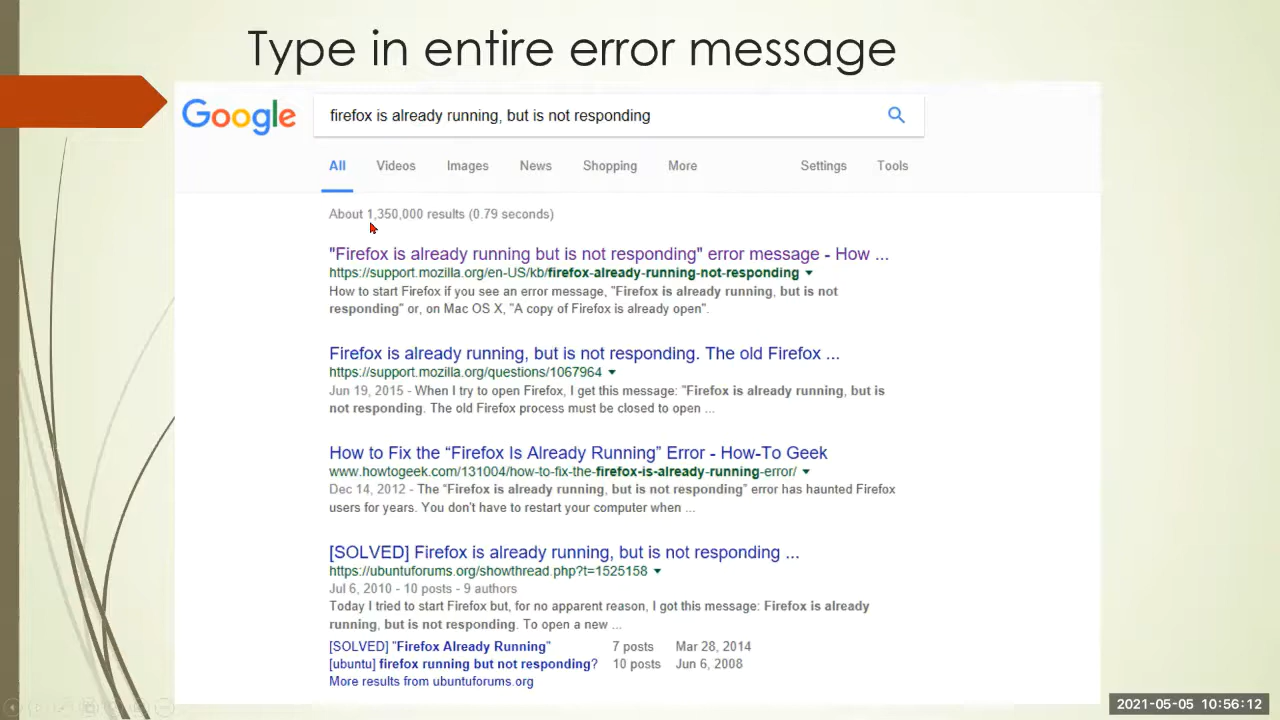 Type in entire error message
Google
firefox is already running, but is not responding
All Videos Images News Shopping More Settings Tools
About 1,350,000 results (0.79 seconds)
"Firefox is already running but is not responding" error message - How ...
https://support.mozilla.org/en-US/kb/firefox-already-running-not-responding
How to start Firefox if you see an error message, "Firefox is already running, but is not
responding" or, on Mac OS X, "A copy of Firefox is already open".
Firefox is already running, but is not responding. The old Firefox ...
https://support.mozilla.org/questions/1067964
Jun 19, 2015 - When I try to open Firefox, I get this message: "Firefox is already running, but is
not responding. The old Firefox process must be closed to open ...
How to Fix the “Firefox Is Already Running” Error - How-To Geek
www.howtogeek.com/131004/how-to-fix-the-firefox-is-already-running-error/
Dec 14, 2012 - The “Firefox is already running, but is not responding” error has haunted Firefox
users for years. You don't have to restart your computer when ...
[SOLVED] Firefox is already running, but is not responding ...
https://ubuntuforums.org/showthread.php?t=1525158
Jul 6, 2010 - 10 posts - 9 authors
Today I tried to start Firefox but, for no apparent reason, I got this message: Firefox is already
running, but is not responding. To open a new ...
[SOLVED] "Firefox Already Running" 7 posts Mar 28, 2014
[ubuntu] firefox running but not responding? 10 posts Jun 6, 2008
More results from ubuntuforums.org
2021-05-05 10:56:12